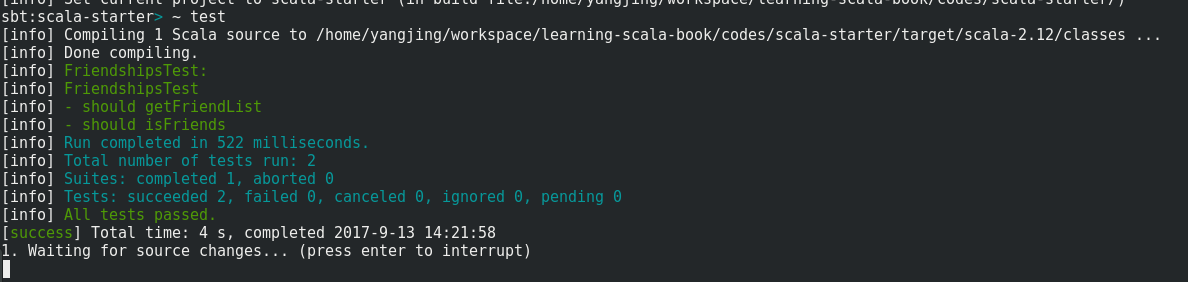 [info] Set current project to scala-starter (in build file:/home/yangjing/workspace/learning-scala-book/codes/scala-starter/)
sbt:scala-starter> ~ test
[info] Compiling 1 Scala source to /home/yangjing/workspace/learning-scala-book/codes/scala-starter/target/scala-2.12/classes ...
[info] Done compiling.
[info] FriendshipsTest:
[info] FriendshipsTest
[info] - should getFriendList
[info] - should isFriends
[info] Run completed in 522 milliseconds.
[info] Total number of tests run: 2
[info] Suites: completed 1, aborted 0
[info] Tests: succeeded 2, failed 0, canceled 0, ignored 0, pending 0
[info] All tests passed.
[success] Total time: 4 s, completed 2017-9-13 14:21:58
1. Waiting for source changes... (press enter to interrupt)